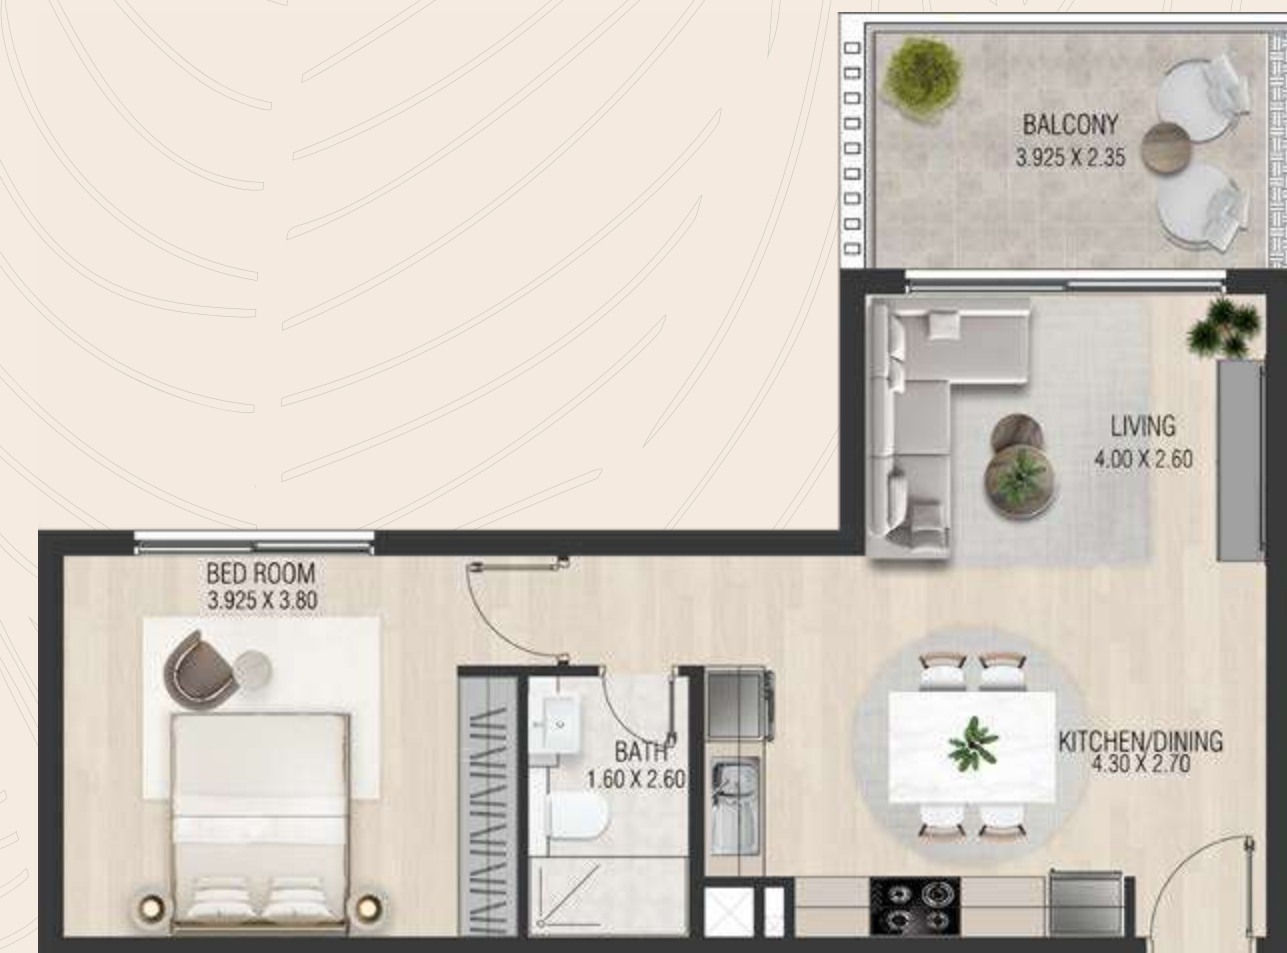 BALCONY
3.925 X 2.35
LIVING
4.00 X 2.60
BED ROOM
3.925 X 3.80
BATH
1.60 X 2.60
KITCHEN/DINING
4.30 X 2.70